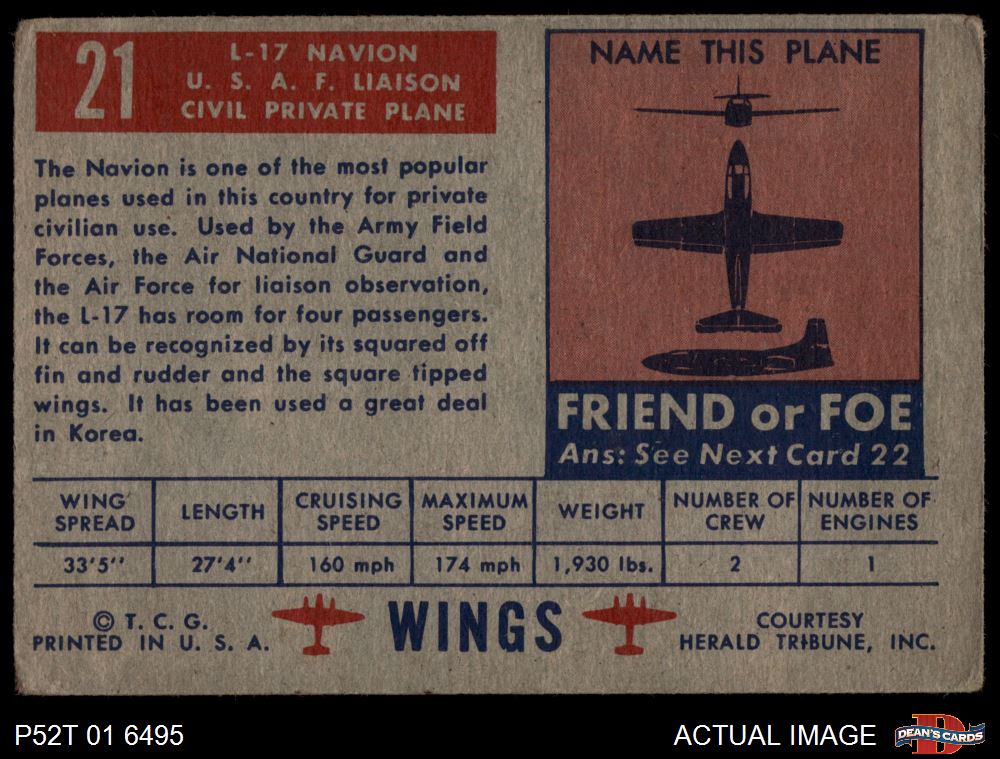 21
L-17 NAVION
U. S. A. F. LIAISON
CIVIL PRIVATE PLANE
The Navion is one of the most popular
planes used in this country for private
civilian use. Used by the Army Field
Forces, the Air National Guard and
the Air Force for liaison observation,
the L-17 has room for four passengers.
It can be recognized by its squared off
fin and rudder and the square tipped
wings. It has been used a great deal
in Korea.
NAME THIS PLANE
FRIEND or FOE
Ans: See Next Card 22
WING SPREAD LENGTH CRUISING SPEED MAXIMUM SPEED WEIGHT NUMBER OF CREW NUMBER OF ENGINES
33'5'' 27'4'' 160 mph 174 mph 1,930 lbs. 2 1
© T. C. G.
PRINTED IN U. S. A.
WINGS
COURTESY
HERALD TRIBUNE, INC.
P52T 01 6495
ACTUAL IMAGE
D
DEAN'S CARDS